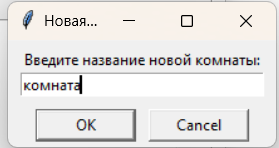 Новая...
Введите название новой комнаты:
комната
OK
Cancel